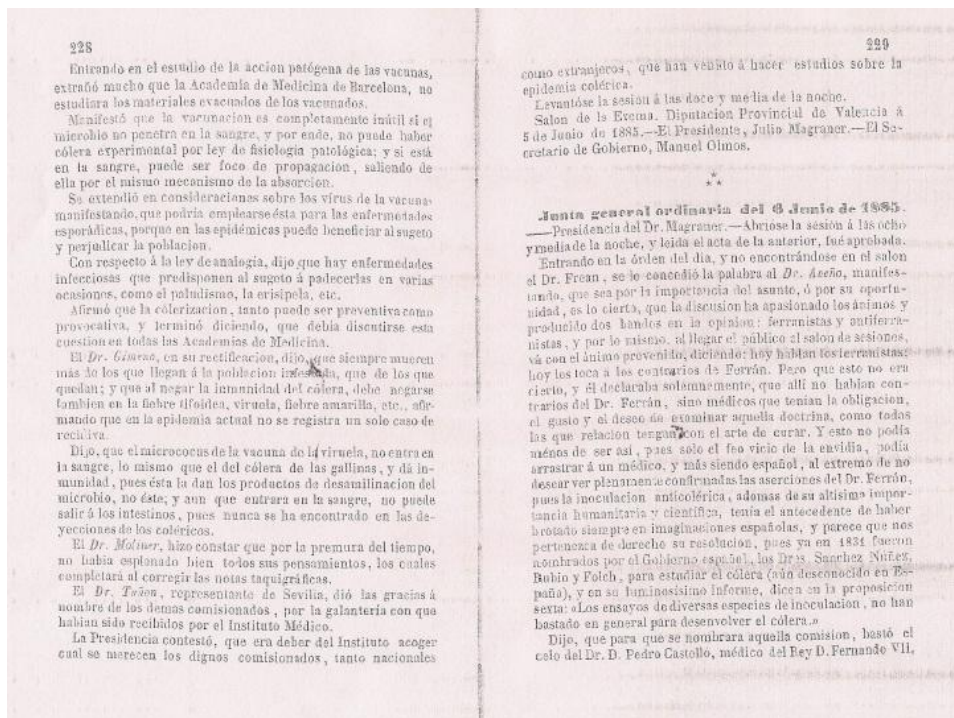 228
Entrando en el estudio de la accion patógena de las vacunas,
extrañó mucho que la Academia de Medicina de Barcelona, no
estudiara los materiales evacuados de los vacunados.
Manifestó que la vacunacion es completamente inútil si el
microbio no penetra en la sangre, y por ende, no puede haber
cólera experimental por ley de fisiología patológica; y si está
en la sangre, puede ser foco de propagacion, saliendo de
ella por el mismo mecanismo de la absorcion.
Se extendió en consideraciones sobre los virus de la vacuna,
manifestando, que podría emplearse ésta para las enfermedades
esporádicas, porque en las epidémicas puede beneficiar al sugeto
y perjudicar la poblacion.
Con respecto á la ley de analogía, dijo que hay enfermedades
infecciosas que predisponen al sugeto á padecerlas en varias
ocasiones, como el paludismo, la erisipela, etc.
Afirmó que la colerizacion, tanto puede ser preventiva como
provocativa, y terminó diciendo, que debia discutirse esta
cuestion en todas las Academias de Medicina.
El Dr. Gimeno, en su rectificacion, dijo, que siempre mueren
más de los que llegan á la poblacion infestada, que de los que
quedan; y que al negar la inmunidad del cólera, debe negarse
tambien en la fiebre tifoidea, viruela, fiebre amarilla, etc., afir-
mando que en la epidemia actual no se registra un solo caso de
recidiva.
Dijo, que el micrococus de la vacuna de la viruela, no entra en
la sangre, lo mismo que el del cólera de las gallinas, y dá in-
munidad, pues ésta la dan los productos de desasimilacion del
microbio, no éste; y aun que entrara en la sangre, no puede
salir á los intestinos, pues nunca se ha encontrado en las de-
yecciones de los coléricos.
El Dr. Moliner, hizo constar que por la premura del tiempo,
no habia esplanado bien todos sus pensamientos, los cuales
completará al corregir las notas taquigráficas.
El Dr. representante de Sevilla, dió las gracias á
nombre de los demas comisionados, por la galantería con que
habian sido recibidos por el Instituto Médico.
La Presidencia contestó, que era deber del Instituto acoger
cual se merecen los dignos comisionados, tanto nacionales
229
como extranjeros, que han venido á hacer estudios sobre la
epidemia colérica.
Levantóse la sesion á las doce y media de la noche.
Salon de la Excma. Diputacion Provincial de Valencia á
5 de Junio de 1885.—El Presidente, Julio Magraner.—El Se-
cretario de Gobierno, Manuel Olmos.
***
Junta general ordinaria del 6 Junio de 1885.
—Presidencia del Dr. Magraner.—Abrióse la sesión á las ocho
y media de la noche, y leida el acta de la anterior, fué aprobada.
Entrando en la órden del dia, y no encontrándose en el salon
el Dr. Frean, se le concedió la palabra al Dr. manifes-
tando, que sea por la importancia del asunto, ó por su oportu-
nidad, es lo cierto, que la discusion ha apasionado los ánimos y
producido dos bandos en la opinion: ferranistas y antiferra-
nistas, y por lo mismo, al llegar el público al salon de sesiones,
vá con el ánimo prevenido, diciendo: hoy hablan los ferranistas;
hoy les toca a los contrarios de Ferrán. Pero que esto no era
cierto, y él declaraba solemnemente, que allí no habian con-
trarios del Dr. Ferrán, sino médicos que tenian la obligacion,
el gusto y el deseo de examinar aquella doctrina, como todas
las que relacion tengan con el arte de curar. Y esto no podía
ménos de ser así, pues solo el feo vicio de la envidia, podía
arrastrar á un médico, y más siendo español, al extremo de no
desear ver plenamente confirmadas las aserciones del Dr. Ferrán,
pues la inoculacion anticolérica, ademas de su altísima impor-
tancia humanitaria y científica, tenia el antecedente de haber
brotado siempre en imaginaciones españolas, y parece que nos
pertenezca de derecho su resolucion, pues ya en 1834 fueron
nombrados por el Gobierno español, los Dres. Sanchez Núñez,
Rubio y Folch, para estudiar el cólera (aún desconocido en Es-
paña), y en su luminosísimo informe, dicen en la proposicion
sexta: «Los ensayos de diversas especies de inoculacion, no han
bastado en general para desenvolver el cólera.»
Dijo, que para que se nombrara aquella comision, bastó el
celo del Dr. D. Pedro Castello, médico del Rey D. Fernando VII,